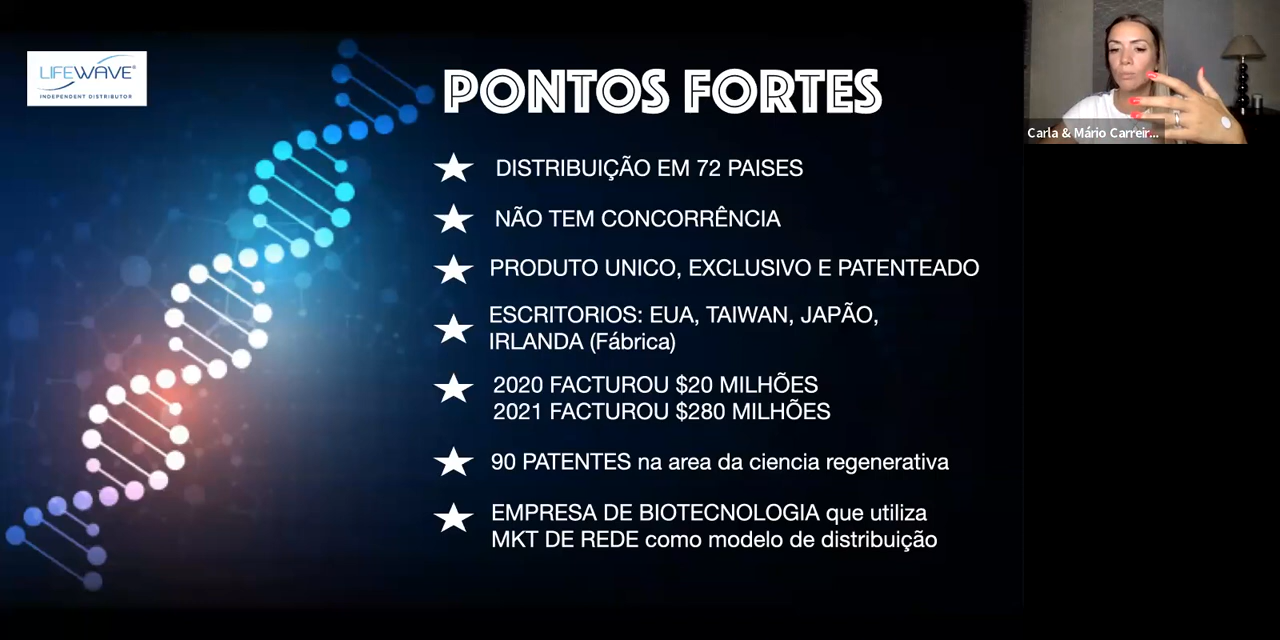 LIFEWAVE®
INDEPENDENT DISTRIBUTOR
PONTOS FORTES
DISTRIBUIÇÃO EM 72 PAISES
NÃO TEM CONCORRÊNCIA
PRODUTO UNICO, EXCLUSIVO E PATENTEADO
ESCRITORIOS: EUA, TAIWAN, JAPÃO,
IRLANDA (Fábrica)
2020 FACTUROU $20 MILHÕES
2021 FACTUROU $280 MILHÕES
90 PATENTES na area da ciencia regenerativa
EMPRESA DE BIOTECNOLOGIA que utiliza
MKT DE REDE como modelo de distribuição
Carla & Mário Carreir...